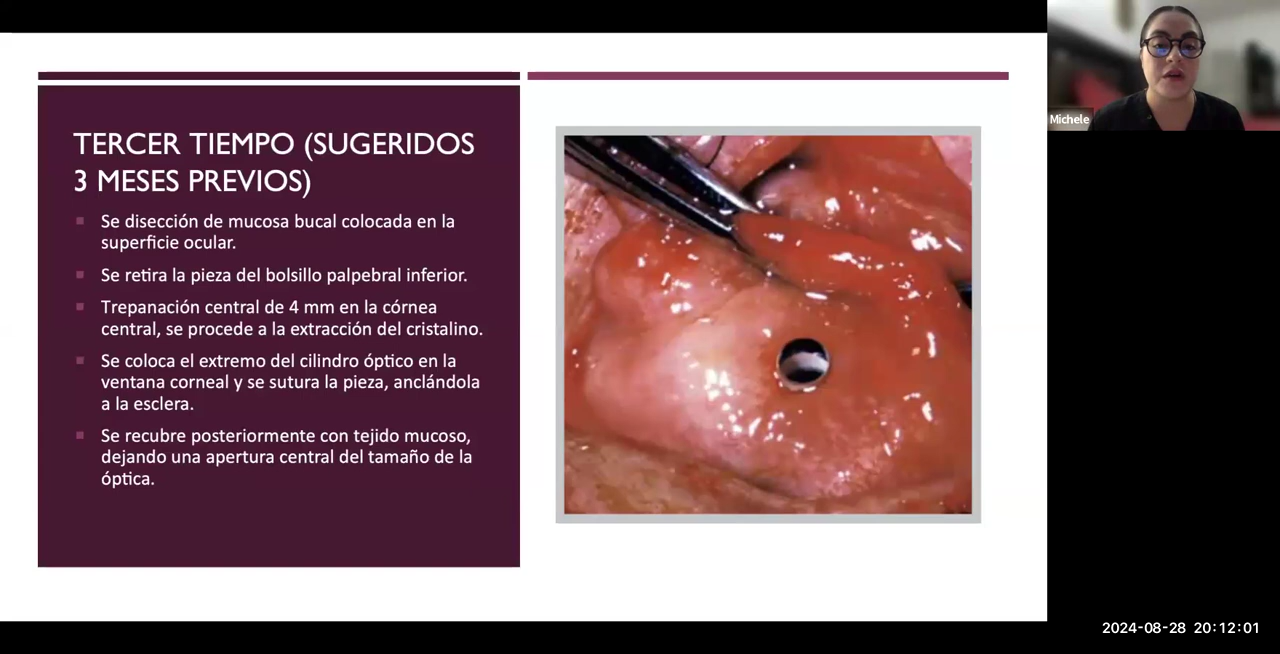 TERCER TIEMPO (SUGERIDOS
3 MESES PREVIOS)
Se disección de mucosa bucal colocada en la
superficie ocular.
Se retira la pieza del bolsillo palpebral inferior.
Trepanación central de 4 mm en la córnea
central, se procede a la extracción del cristalino.
Se coloca el extremo del cilindro óptico en la
ventana corneal y se sutura la pieza, anclándola
a la esclera.
Se recubre posteriormente con tejido mucoso,
dejando una apertura central del tamaño de la
óptica.
Michele
2024-08-28 20:12:01